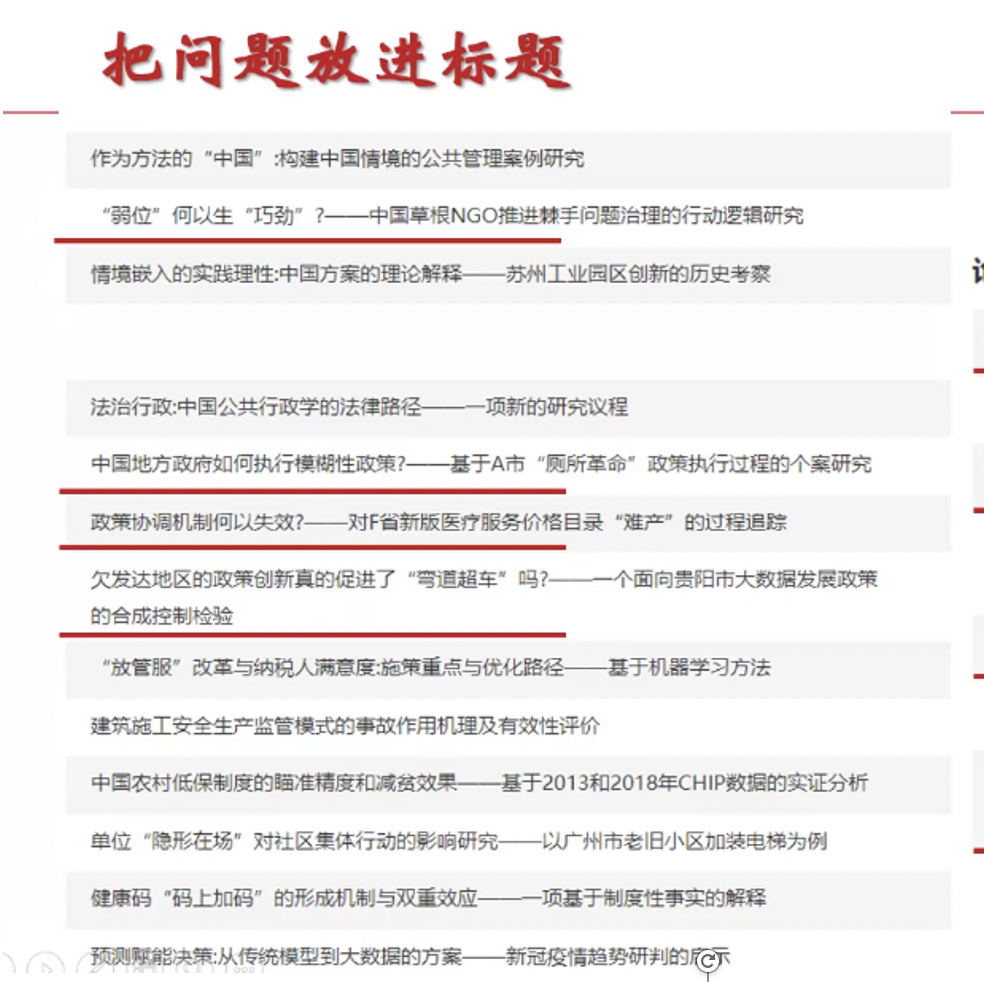 把问题放进标题
作为方法的“中国”:构建中国情境的公共管理案例研究
“弱位”何以生“巧劲”?——中国草根NGO推进棘手问题治理的行动逻辑研究
情境嵌入的实践理性:中国方案的理论解释——苏州工业园区创新的历史考察
法治行政:中国公共行政学的法律路径——一项新的研究议程
中国地方政府如何执行模糊性政策?——基于A市“厕所革命”政策执行过程的个案研究
政策协调机制何以失效?——对F省新版医疗服务价格目录“难产”的过程追踪
欠发达地区的政策创新真的促进了“弯道超车”吗?——一个面向贵阳市大数据发展政策
的合成控制检验
“放管服”改革与纳税人满意度:施策重点与优化路径——基于机器学习方法
建筑施工安全生产监管模式的事故作用机理及有效性评价
中国农村低保制度的瞄准精度和减贫效果——基于2013和2018年CHIP数据的实证分析
单位“隐形在场”对社区集体行动的影响研究——以广州市老旧小区加装电梯为例
健康码“码上加码”的形成机制与双重效应——一项基于制度性事实的解释
预测赋能决策:从传统模型到大数据的方案——新冠疫情趋势研判的启示